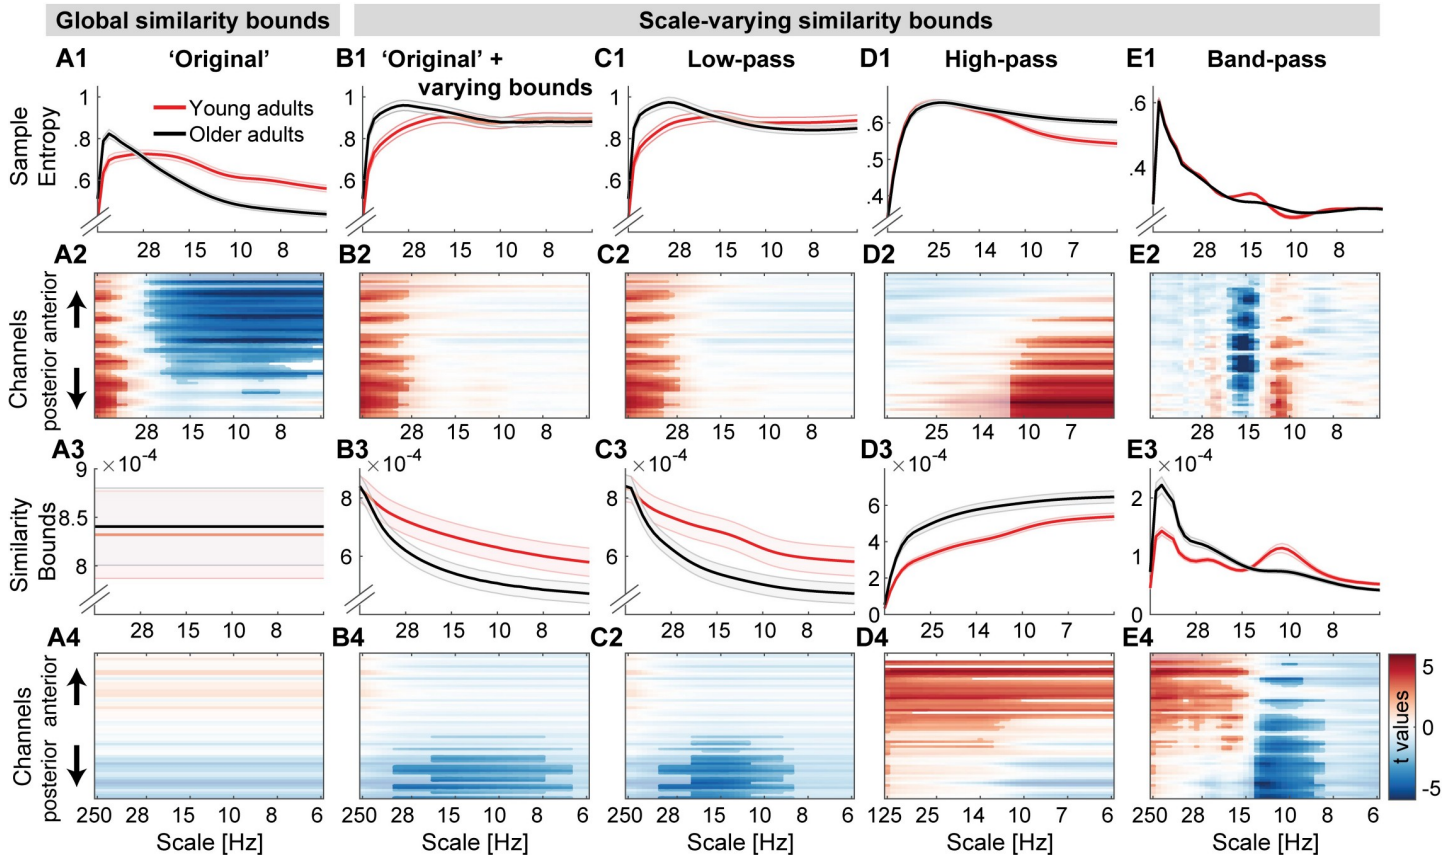 Global similarity bounds
Scale-varying similarity bounds
A1 'Original'
B1 'Original' + varying bounds
C1 Low-pass
D1 High-pass
E1 Band-pass
Sample Entropy
Young adults
Older adults
1 .8 .6
28 15 10 8
1 .8 .6
28 15 10 8
1 .8 .6
28 15 10 8
.6 .5 .4
25 14 10 7
.6 .4
28 15 10 8
A2 B2 C2 D2 E2
Channels
posterior anterior
28 15 10 8
28 15 10 8
28 15 10 8
25 14 10 7
28 15 10 8
A3 B3 C3 D3 E3
Similarity Bounds
×10-4
9 8.5 8
28 15 10 8
×10-4
8 6
28 15 10 8
×10-4
8 6
28 15 10 8
×10-4
6 4 2 0
25 14 10 7
×10-4
2 1 0
28 15 10 8
A4 B4 C2 D4 E4
Channels
posterior anterior
250 28 15 10 8 6
250 28 15 10 8 6
250 28 15 10 8 6
125 25 14 10 7
250 28 15 10 8 6
Scale [Hz]
Scale [Hz]
Scale [Hz]
Scale [Hz]
Scale [Hz]
5
0
-5
t values